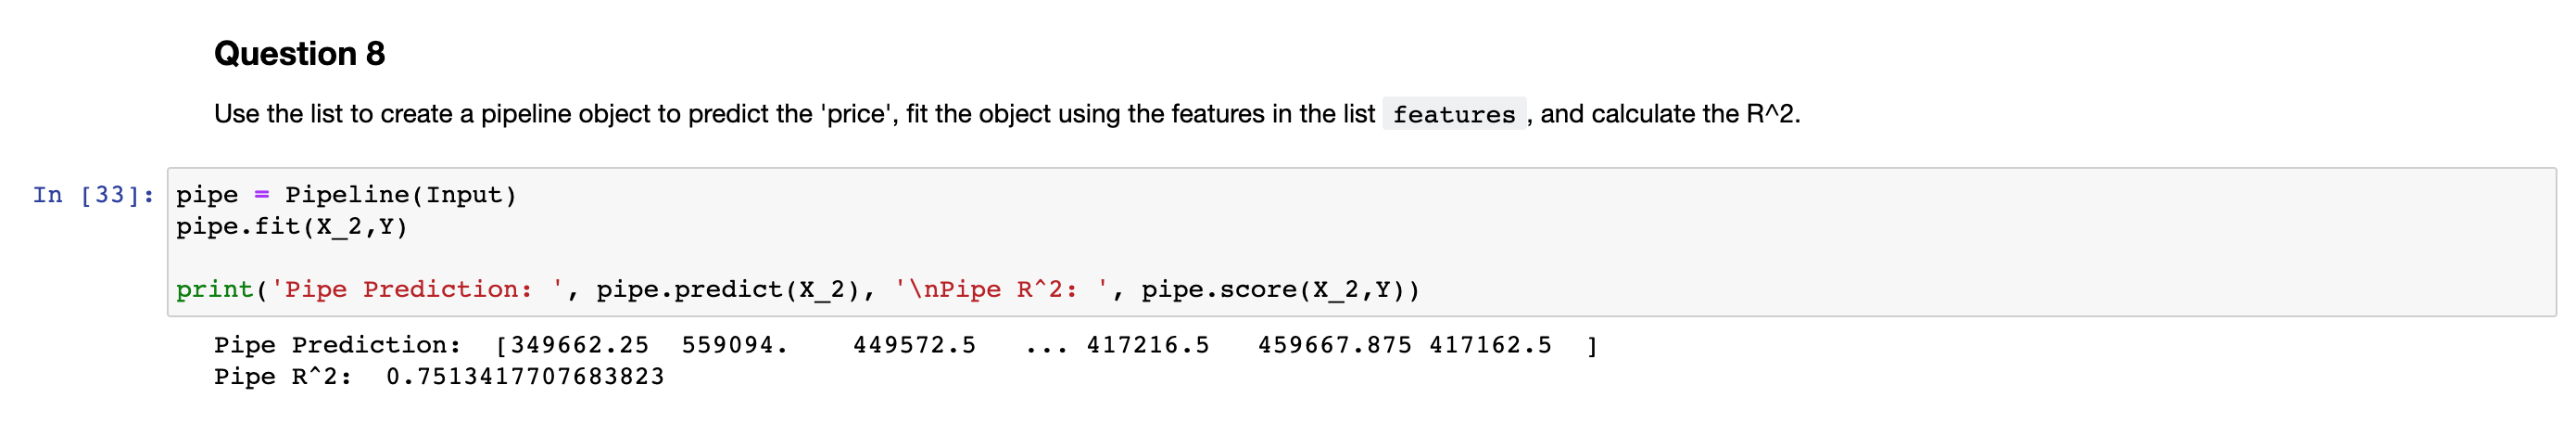 Question 8
Use the list to create a pipeline object to predict the 'price', fit the object using the features in the list features , and calculate the R^2.
In [33]: pipe = Pipeline(Input)
pipe.fit(X_2,Y)
print('Pipe Prediction: ', pipe.predict(X_2), '\nPipe R^2: ', pipe.score(X_2,Y))
Pipe Prediction:  [349662.25  559094.    449572.5   ... 417216.5   459667.875 417162.5  ]
Pipe R^2:  0.7513417707683823